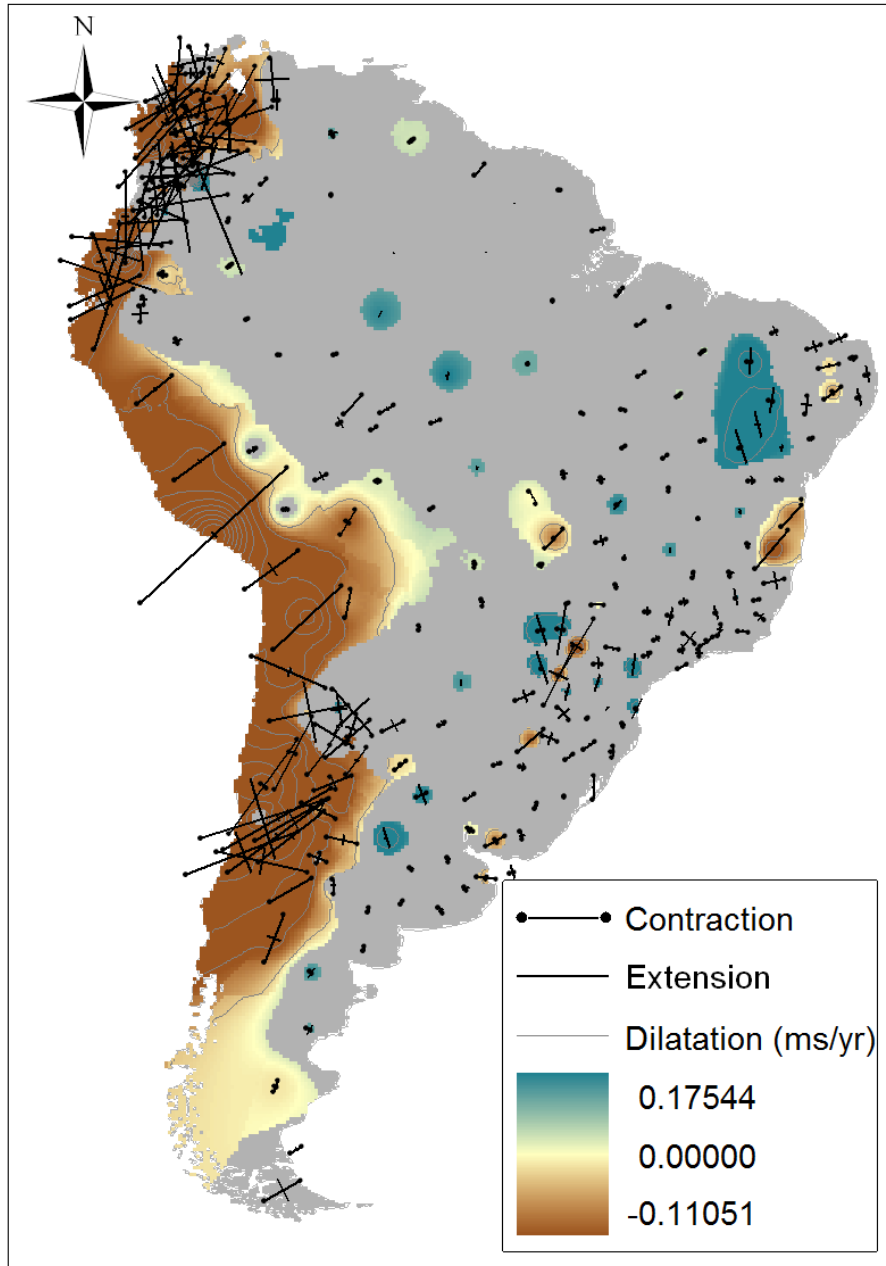 N
Contraction
Extension
Dilatation (ms/yr)
0.17544
0.00000
-0.11051